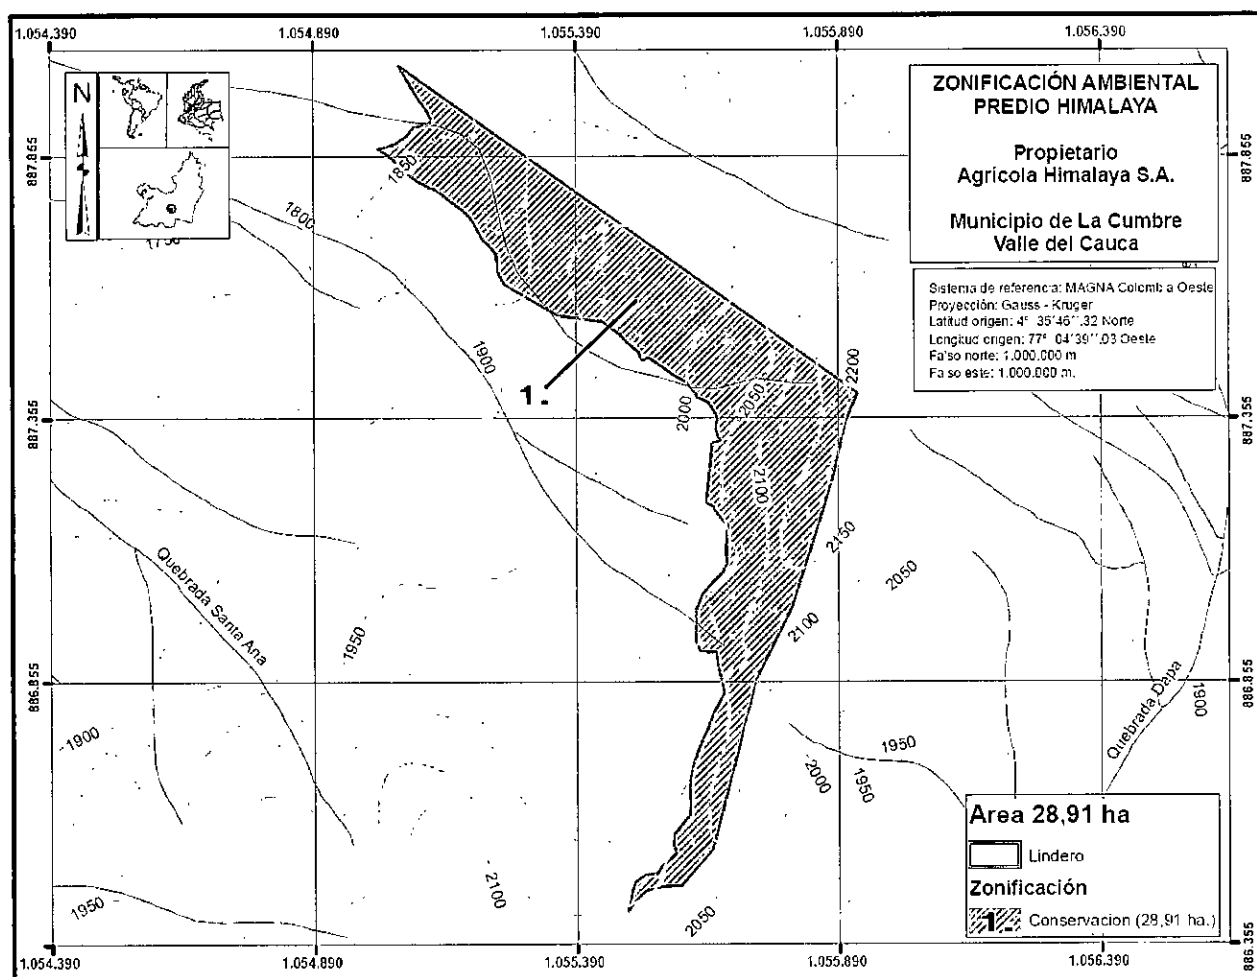 1.054.390
1.054.890
1.055.390
1.055.890
1.056.390
N
ZONIFICACIÓN AMBIENTAL
PREDIO HIMALAYA
Propietario
Agrícola Himalaya S.A.
Municipio de La Cumbre
Valle del Cauca
Sistema de referencia: MAGNA Colombia Oeste
Proyección: Gauss - Kruger
Latitud origen: 4° 35´46´´.32 Norte
Longitud origen: 77° 04´39´´.03 Oeste
Falso norte: 1.000.000 m
Falso este: 1.000.000 m.
887.855
887.855
1850
1800
1900
1.
2000
2050
2200
887.355
887.355
2100
2150
2050
2100
Quebrada Santa Ana
1950
886.855
886.855
Quebrada Dapa
1900
1900
1950
2000
1950
2100
1950
2050
Area 28,91 ha
Lindero
Zonificación
1.
Conservacion (28,91 ha.)
886.355
1.054.390
1.054.890
1.055.390
1.055.890
1.056.390